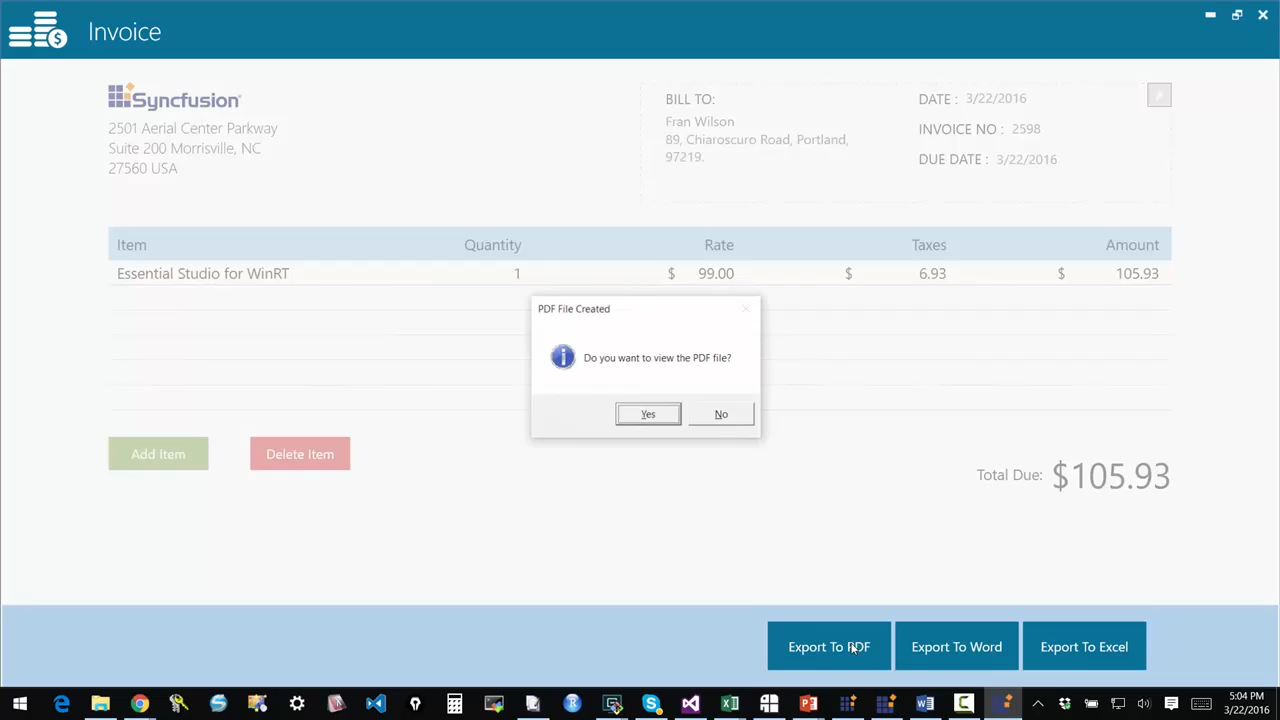 Invoice
Syncfusion
2501 Aerial Center Parkway
Suite 200 Morrisville, NC
27560 USA
BILL TO:
Fran Wilson
89, Chiaroscuro Road, Portland,
97219.
DATE : 3/22/2016
INVOICE NO : 2598
DUE DATE : 3/22/2016
Item Quantity Rate Taxes Amount
Essential Studio for WinRT 1 $ 99.00 $ 6.93 $ 105.93
PDF File Created
Do you want to view the PDF file?
Yes No
Add Item Delete Item
Total Due: $105.93
Export To PDF Export To Word Export To Excel
5:04 PM
3/22/2016